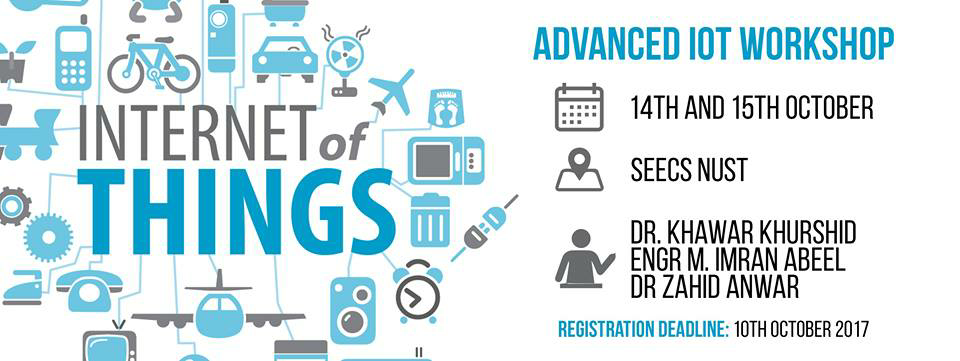 INTERNET of
THINGS
ADVANCED IOT WORKSHOP
14TH AND 15TH OCTOBER
SEECS NUST
DR. KHAWAR KHURSHID
ENGR M. IMRAN ABEEL
DR ZAHID ANWAR
REGISTRATION DEADLINE: 10TH OCTOBER 2017